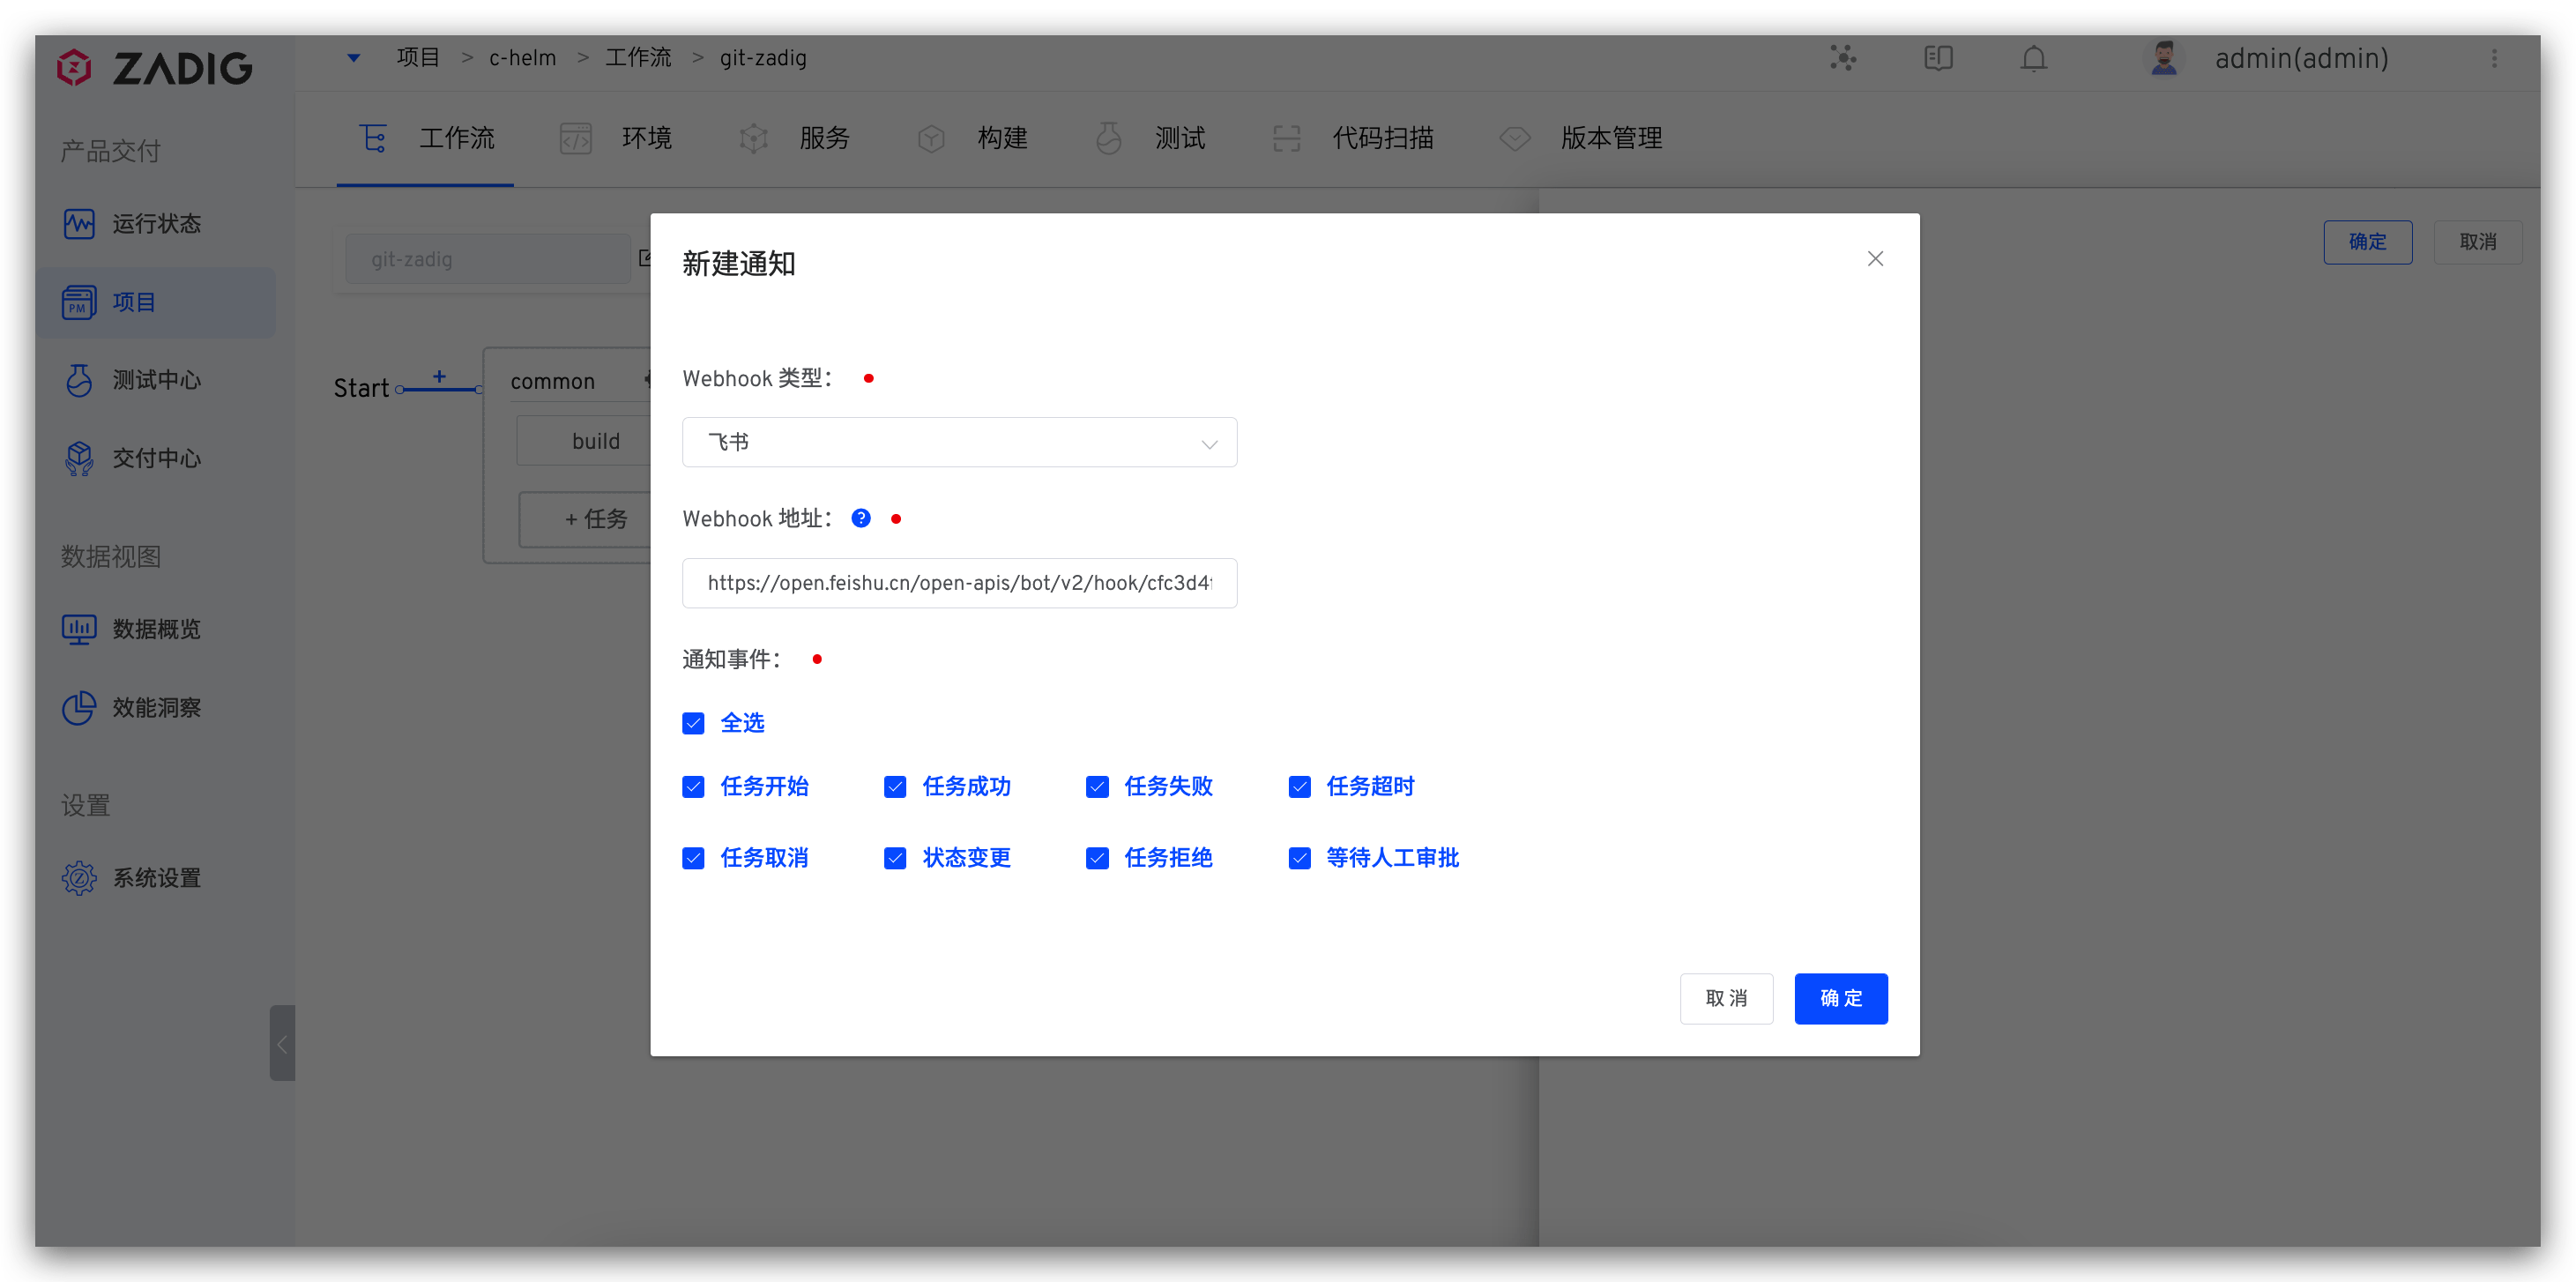 ZADIG
项目 > c-helm > 工作流 > git-zadig
admin(admin)
产品交付
运行状态
PM
项目
测试中心
交付中心
数据视图
数据概览
效能洞察
设置
系统设置
工作流 环境 服务 构建 测试 代码扫描 版本管理
git-zadig
确定 取消
Start
+
common
build
+ 任务
新建通知
Webhook 类型：
飞书
Webhook 地址： ?
https://open.feishu.cn/open-apis/bot/v2/hook/cfc3d4
通知事件：
全选
任务开始 任务成功 任务失败 任务超时
任务取消 状态变更 任务拒绝 等待人工审批
取 消 确 定